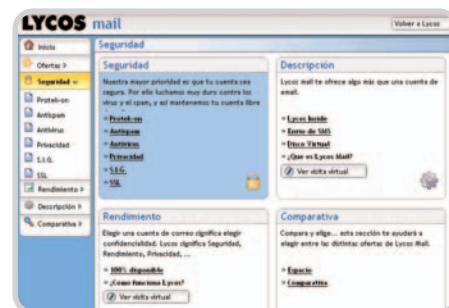 LYCOS mail
Volver a Lycos
Inicio
Ofertas >
Seguridad
Protek-on
Antispam
Antivirus
Privacidad
S.I.G.
SSL
Rendimiento >
Descripción >
Comparativa >
Seguridad
Seguridad
Nuestra mayor prioridad es que tu cuenta sea
segura. Por ello luchamos muy duro contra los
virus y el spam, y así mantenemos tu cuenta libre
» Protek-on
» Antispam
» Antivirus
» Privacidad
» S.I.G.
» SSL
Descripción
Lycos mail te ofrece algo más que una cuenta de
email.
» Lycos Inside
» Envío de SMS
» Disco Virtual
» ¿Que es Lycos Mail?
Ver visita virtual
Rendimiento
Elegir una cuenta de correo significa elegir
confidencialidad. Lycos significa Seguridad,
Rendimiento, Privacidad, ...
» 100% disponible
» ¿Como funciona Lycos?
Ver visita virtual
Comparativa
Compara y elige... esta sección te ayudará a
elegir entre las distintas ofertas de Lycos Mail.
» Espacio
» Comparativa